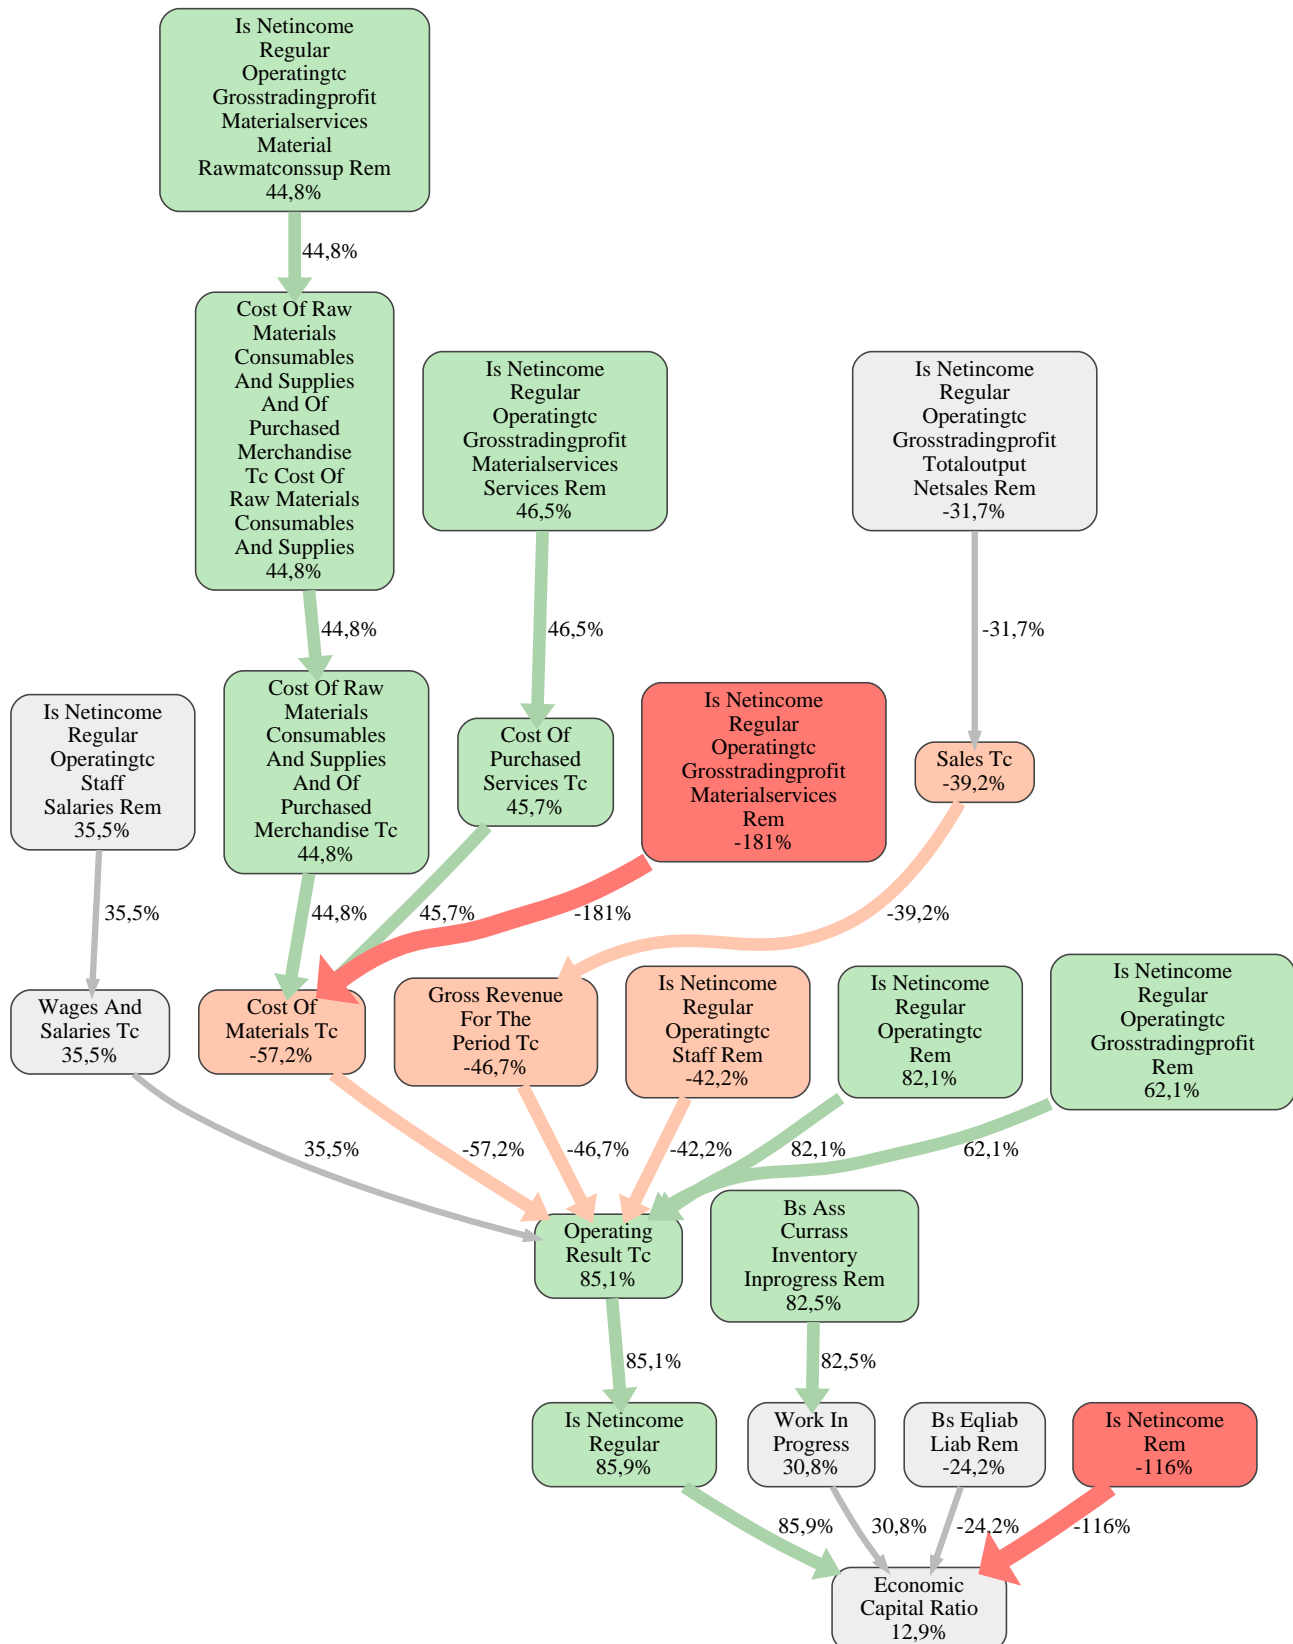 Is Netincome
Regular
Operatingtc
Grosstradingprofit
Materialservices
Material
Rawmatconssup Rem
44,8%
44,8%
Cost Of Raw
Materials
Consumables
And Supplies
And Of
Purchased
Merchandise
Tc Cost Of
Raw Materials
Consumables
And Supplies
44,8%
Is Netincome
Regular
Operatingtc
Grosstradingprofit
Materialservices
Services Rem
46,5%
Is Netincome
Regular
Operatingtc
Grosstradingprofit
Totaloutput
Netsales Rem
-31,7%
44,8%
46,5%
-31,7%
Is Netincome
Regular
Operatingtc
Staff
Salaries Rem
35,5%
Cost Of Raw
Materials
Consumables
And Supplies
And Of
Purchased
Merchandise Tc
44,8%
Cost Of
Purchased
Services Tc
45,7%
Is Netincome
Regular
Operatingtc
Grosstradingprofit
Materialservices
Rem
-181%
Sales Tc
-39,2%
35,5%
44,8%
45,7%
-181%
-39,2%
Wages And
Salaries Tc
35,5%
Cost Of
Materials Tc
-57,2%
Gross Revenue
For The
Period Tc
-46,7%
Is Netincome
Regular
Operatingtc
Staff Rem
-42,2%
Is Netincome
Regular
Operatingtc
Rem
82,1%
Is Netincome
Regular
Operatingtc
Grosstradingprofit
Rem
62,1%
35,5%
-57,2%
-46,7%
-42,2%
82,1%
62,1%
Operating
Result Tc
85,1%
Bs Ass
Currass
Inventory
Inprogress Rem
82,5%
85,1%
82,5%
Is Netincome
Regular
85,9%
Work In
Progress
30,8%
Bs Eqliab
Liab Rem
-24,2%
Is Netincome
Rem
-116%
85,9%
30,8%
-24,2%
-116%
Economic
Capital Ratio
12,9%